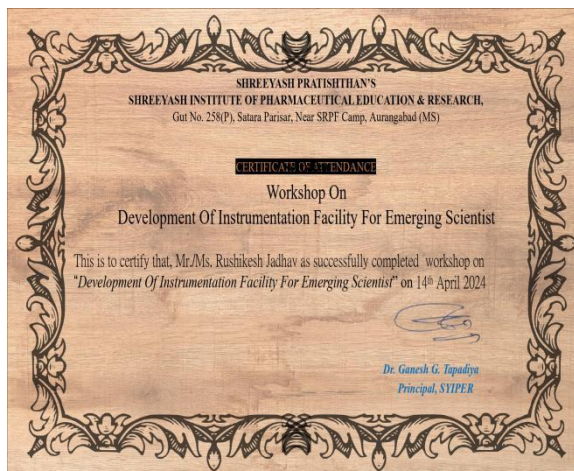 SHREEYASH PRATISHTHAN'S
SHREEYASH INSTITUTE OF PHARMACEUTICAL EDUCATION & RESEARCH,
Gut No. 258(P), Satara Parisar, Near SRPF Camp, Aurangabad (MS)
CERTIFICATE OF ATTENDANCE
Workshop On
Development Of Instrumentation Facility For Emerging Scientist
This is to certify that, Mr./Ms. Rushikesh Jadhav as successfully completed workshop on
"Development Of Instrumentation Facility For Emerging Scientist" on 14th April 2024
Dr. Ganesh G. Tapadiya
Principal, SYIPER